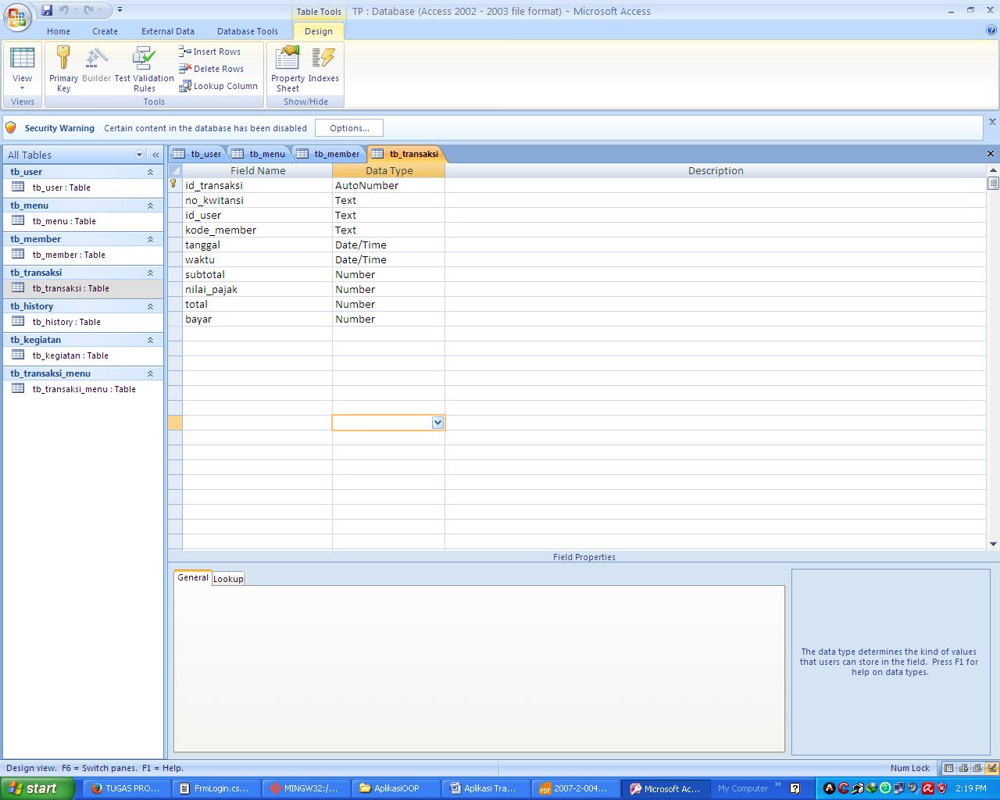 Table Tools
TP : Database (Access 2002 - 2003 file format) - Microsoft Access
Home
Create
External Data
Database Tools
Design
View
Primary Key
Builder
Test Validation Rules
Insert Rows
Delete Rows
Lookup Column
Property Sheet
Indexes
Views
Tools
Show/Hide
Security Warning Certain content in the database has been disabled Options...
All Tables
tb_user
tb_user : Table
tb_menu
tb_menu : Table
tb_member
tb_member : Table
tb_transaksi
tb_transaksi : Table
tb_history
tb_history : Table
tb_kegiatan
tb_kegiatan : Table
tb_transaksi_menu
tb_transaksi_menu : Table
tb_user tb_menu tb_member tb_transaksi
Field Name Data Type Description
id_transaksi AutoNumber
no_kwitansi Text
id_user Text
kode_member Text
tanggal Date/Time
waktu Date/Time
subtotal Number
nilai_pajak Number
total Number
bayar Number
Field Properties
General Lookup
The data type determines the kind of values
that users can store in the field. Press F1 for
help on data types.
Design view. F6 = Switch panes. F1 = Help.
Num Lock
start
TUGAS PRO...
FrmLogin.cs...
MINGW32:/...
AplikasiOOP
Aplikasi Tra...
2007-2-004...
Microsoft Ac...
My Computer
2:19 PM